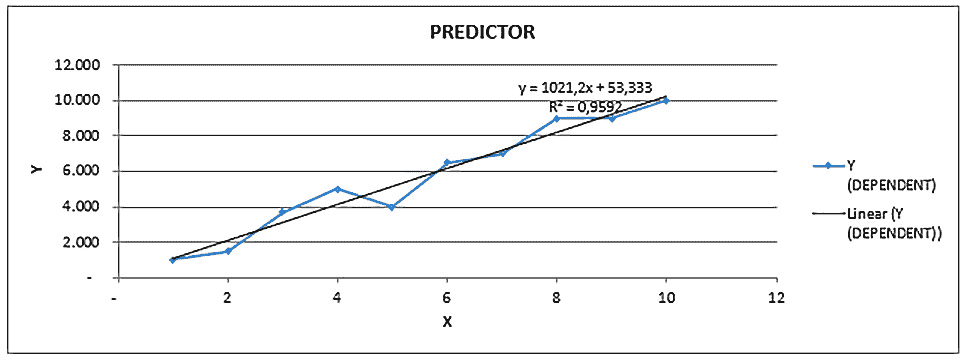 PREDICTOR
12.000
10.000
8.000
6.000
4.000
2.000
-
Y
y = 1021,2x + 53,333
R² = 0,9592
-
2
4
6
8
10
12
X
Y
(DEPENDENT)
Linear (Y
(DEPENDENT))